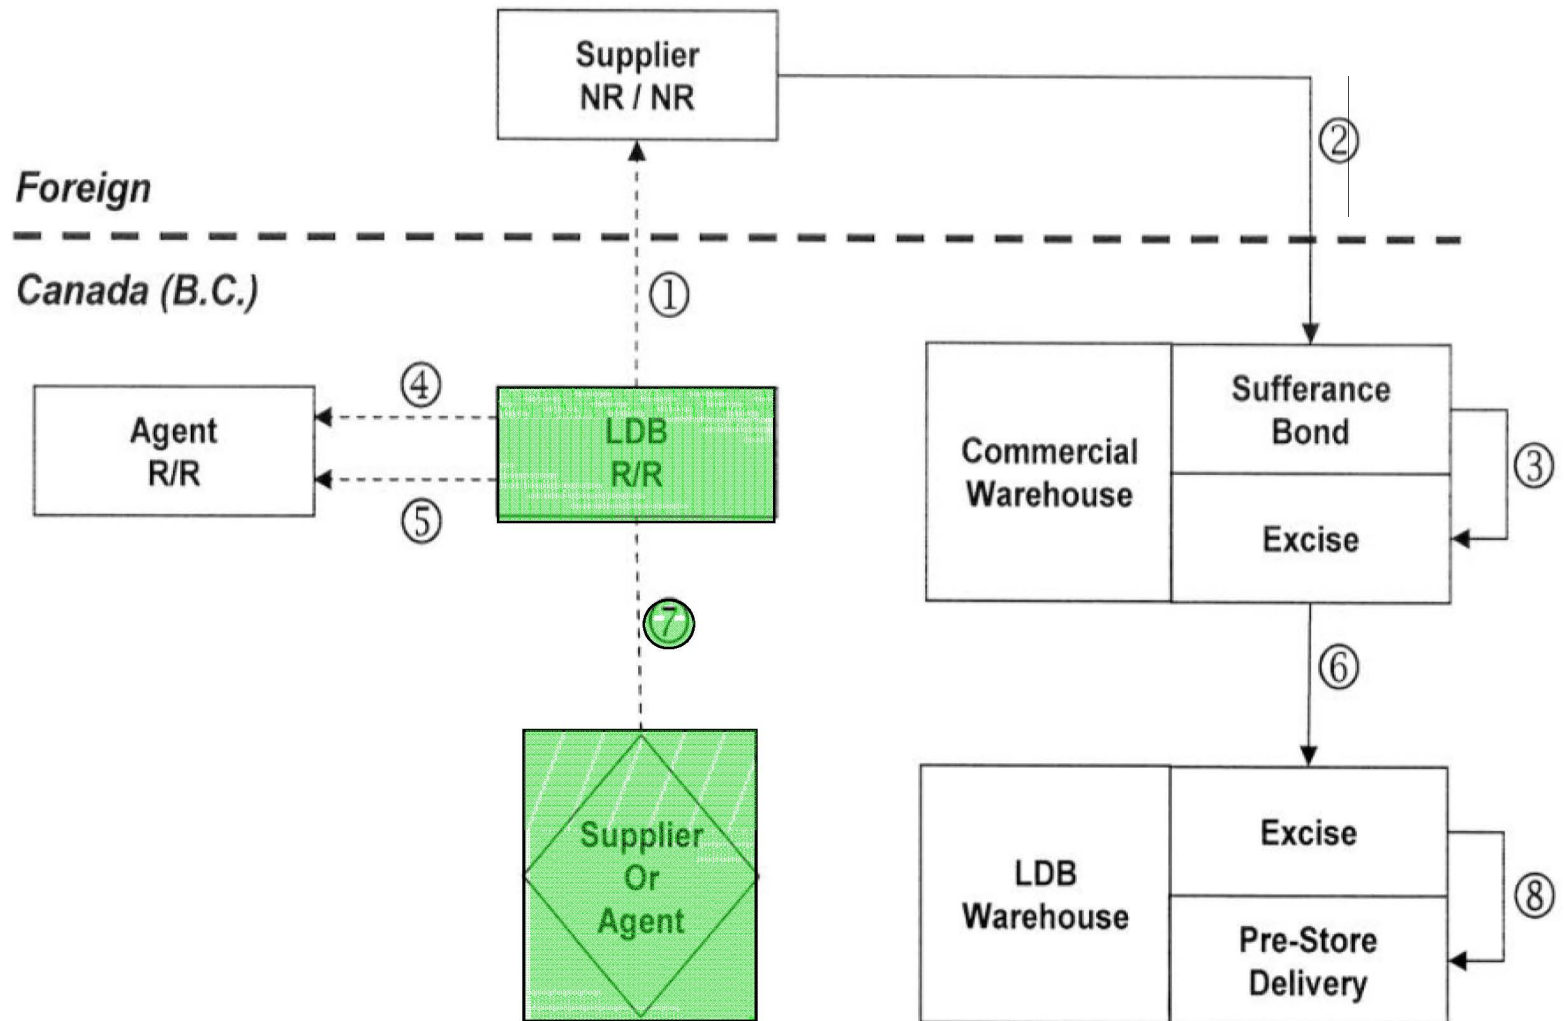 Supplier
NR / NR
②
Foreign
Canada (B.C.)
①
④
Agent
R/R
LDB
R/R
⑤
Commercial
Warehouse
Sufferance
Bond
Excise
③
⑦
⑥
Supplier
Or
Agent
LDB
Warehouse
Excise
Pre-Store
Delivery
⑧